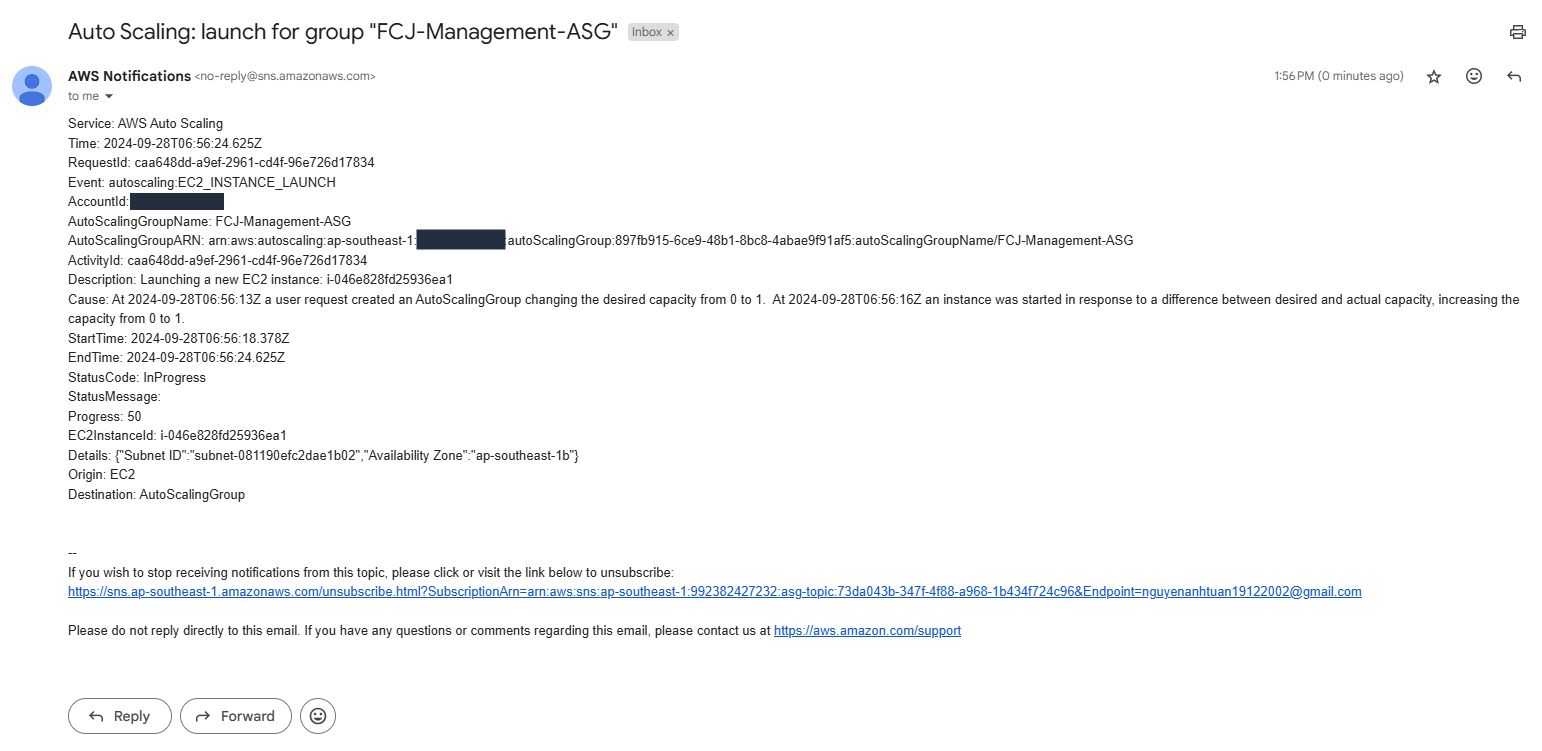 Auto Scaling: launch for group "FCJ-Management-ASG" Inbox ×
AWS Notifications <no-reply@sns.amazonaws.com> 1:56 PM (0 minutes ago)
to me
Service: AWS Auto Scaling
Time: 2024-09-28T06:56:24.625Z
RequestId: caa648dd-a9ef-2961-cd4f-96e726d17834
Event: autoscaling:EC2_INSTANCE_LAUNCH
AccountId:
AutoScalingGroupName: FCJ-Management-ASG
AutoScalingGroupARN: arn:aws:autoscaling:ap-southeast-1: :autoScalingGroup:897fb915-6ce9-48b1-8bc8-4abae9f91af5:autoScalingGroupName/FCJ-Management-ASG
ActivityId: caa648dd-a9ef-2961-cd4f-96e726d17834
Description: Launching a new EC2 instance: i-046e828fd25936ea1
Cause: At 2024-09-28T06:56:13Z a user request created an AutoScalingGroup changing the desired capacity from 0 to 1.  At 2024-09-28T06:56:16Z an instance was started in response to a difference between desired and actual capacity, increasing the
capacity from 0 to 1.
StartTime: 2024-09-28T06:56:18.378Z
EndTime: 2024-09-28T06:56:24.625Z
StatusCode: InProgress
StatusMessage:
Progress: 50
EC2InstanceId: i-046e828fd25936ea1
Details: {"Subnet ID":"subnet-081190efc2dae1b02","Availability Zone":"ap-southeast-1b"}
Origin: EC2
Destination: AutoScalingGroup
--
If you wish to stop receiving notifications from this topic, please click or visit the link below to unsubscribe:
https://sns.ap-southeast-1.amazonaws.com/unsubscribe.html?SubscriptionArn=arn:aws:sns:ap-southeast-1:992382427232:asg-topic:73da043b-347f-4f88-a968-1b434f724c96&Endpoint=nguyenanhtuan19122002@gmail.com
Please do not reply directly to this email. If you have any questions or comments regarding this email, please contact us at https://aws.amazon.com/support
Reply Forward